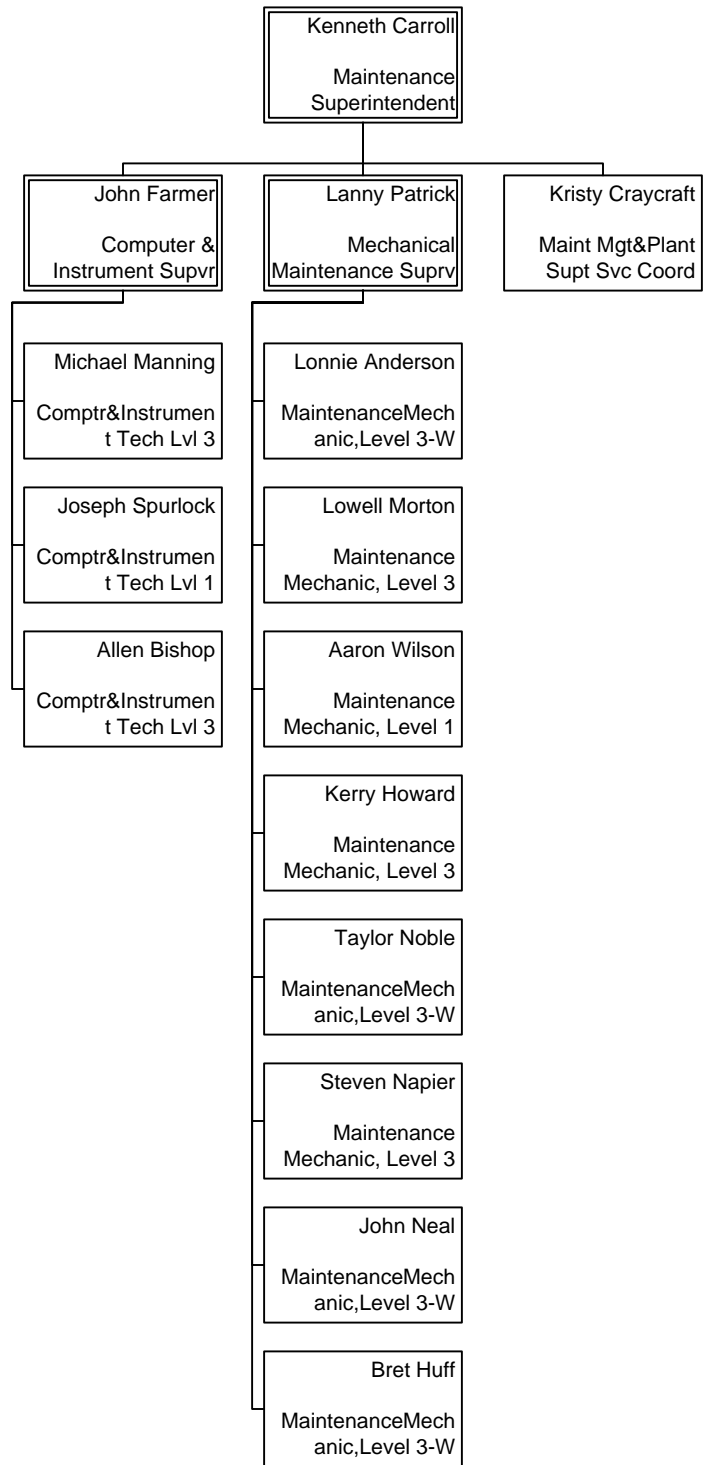 Kenneth Carroll
Maintenance
Superintendent
John Farmer
Computer &
Instrument Supvr
Lanny Patrick
Mechanical
Maintenance Suprv
Kristy Craycraft
Maint Mgt&Plant
Supt Svc Coord
Michael Manning
Comptr&Instrumen
t Tech Lvl 3
Joseph Spurlock
Comptr&Instrumen
t Tech Lvl 1
Allen Bishop
Comptr&Instrumen
t Tech Lvl 3
Lonnie Anderson
MaintenanceMech
anic,Level 3-W
Lowell Morton
Maintenance
Mechanic, Level 3
Aaron Wilson
Maintenance
Mechanic, Level 1
Kerry Howard
Maintenance
Mechanic, Level 3
Taylor Noble
MaintenanceMech
anic,Level 3-W
Steven Napier
Maintenance
Mechanic, Level 3
John Neal
MaintenanceMech
anic,Level 3-W
Bret Huff
MaintenanceMech
anic,Level 3-W